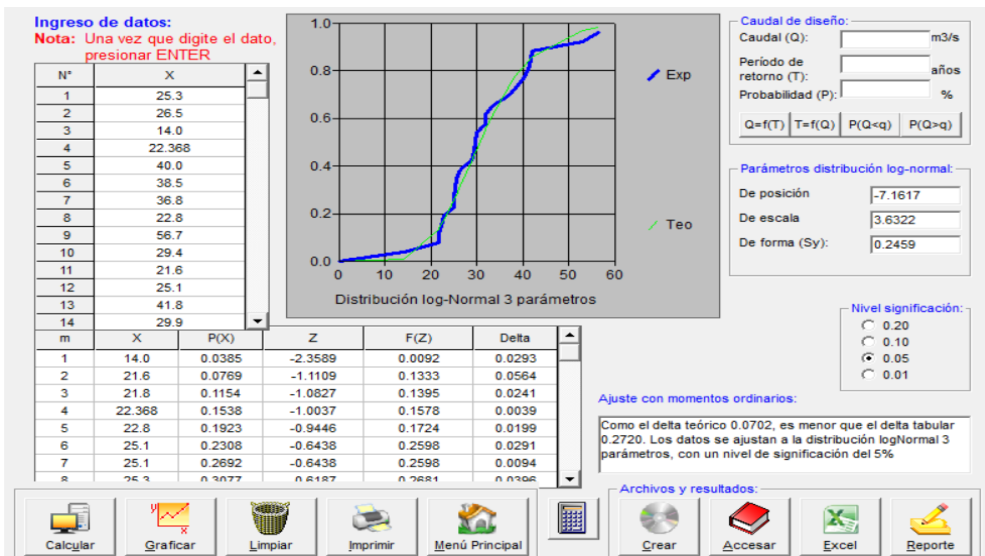 Ingreso de datos:
Nota: Una vez que digite el dato,
presionar ENTER
N° X
1 25.3
2 26.5
3 14.0
4 22.368
5 40.0
6 38.5
7 36.8
8 22.8
9 56.7
10 29.4
11 21.6
12 25.1
13 41.8
14 29.9
1.0
0.8
0.6
0.4
0.2
0.0
0 10 20 30 40 50 60
Exp
Teo
Distribución log-Normal 3 parámetros
Caudal de diseño:
Caudal (Q): m3/s
Período de
retorno (T): años
Probabilidad (P): %
Q=f(T) T=f(Q) P(Q<q) P(Q>q)
Parámetros distribución log-normal:
De posición -7.1617
De escala 3.6322
De forma (Sy): 0.2459
Nivel significación:
0.20
0.10
0.05
0.01
m X P(X) Z F(Z) Delta
1 14.0 0.0385 -2.3589 0.0092 0.0293
2 21.6 0.0769 -1.1109 0.1333 0.0564
3 21.8 0.1154 -1.0827 0.1395 0.0241
4 22.368 0.1538 -1.0037 0.1578 0.0039
5 22.8 0.1923 -0.9446 0.1724 0.0199
6 25.1 0.2308 -0.6438 0.2598 0.0291
7 25.1 0.2692 -0.6438 0.2598 0.0094
8 25.3 0.3077 -0.6187 0.2681 0.0396
Ajuste con momentos ordinarios:
Como el delta teórico 0.0702, es menor que el delta tabular
0.2720. Los datos se ajustan a la distribución logNormal 3
parámetros, con un nivel de significación del 5%
Archivos y resultados:
y
x
Calcular Graficar Limpiar Imprimir Menú Principal Crear Accesar Excel Reporte